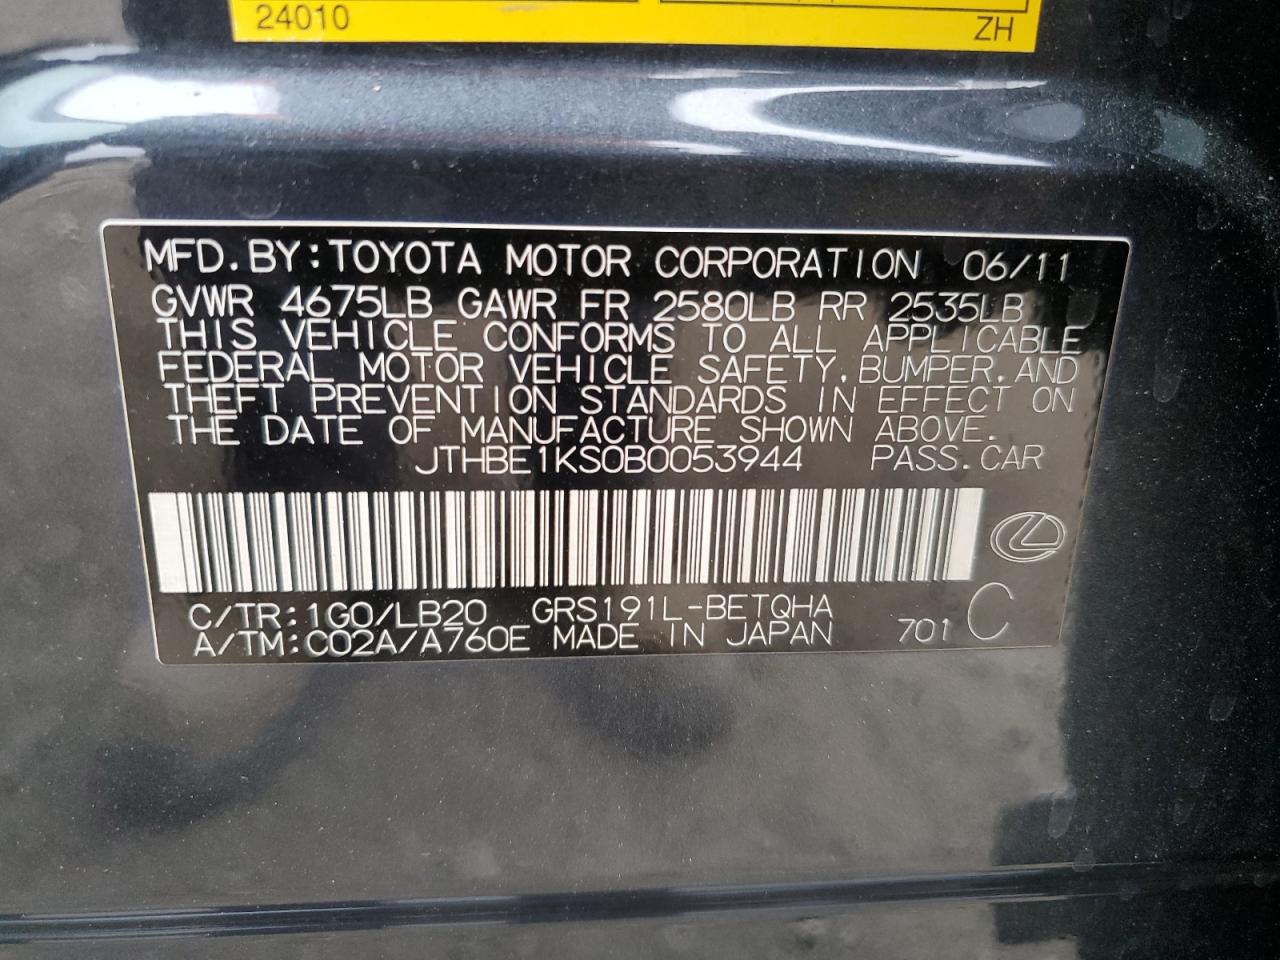 24010 ZH
MFD. BY: TOYOTA MOTOR CORPORATION 06/11
GVWR 4675LB GAWR FR 2580LB RR 2535LB
THIS VEHICLE CONFORMS TO ALL APPLICABLE
FEDERAL MOTOR VEHICLE SAFETY, BUMPER, AND
THEFT PREVENTION STANDARDS IN EFFECT ON
THE DATE OF MANUFACTURE SHOWN ABOVE.
JTHBE1KS0B0053944 PASS. CAR
C/TR: 1G0/LB20 GRS191L-BETQHA
A/TM: C02A/A760E MADE IN JAPAN 701 C